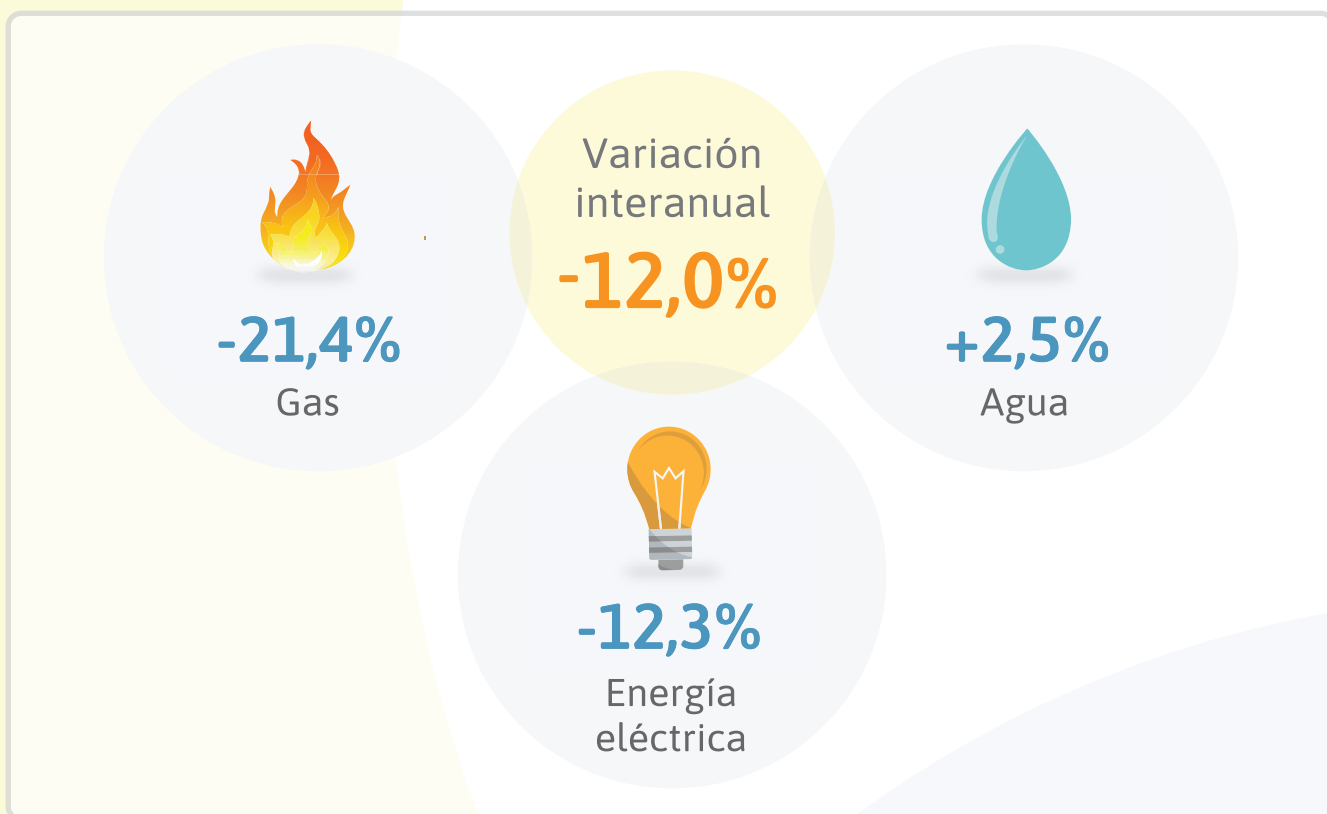 Variación
interanual
-12,0%
-21,4%
Gas
+2,5%
Agua
-12,3%
Energía
eléctrica